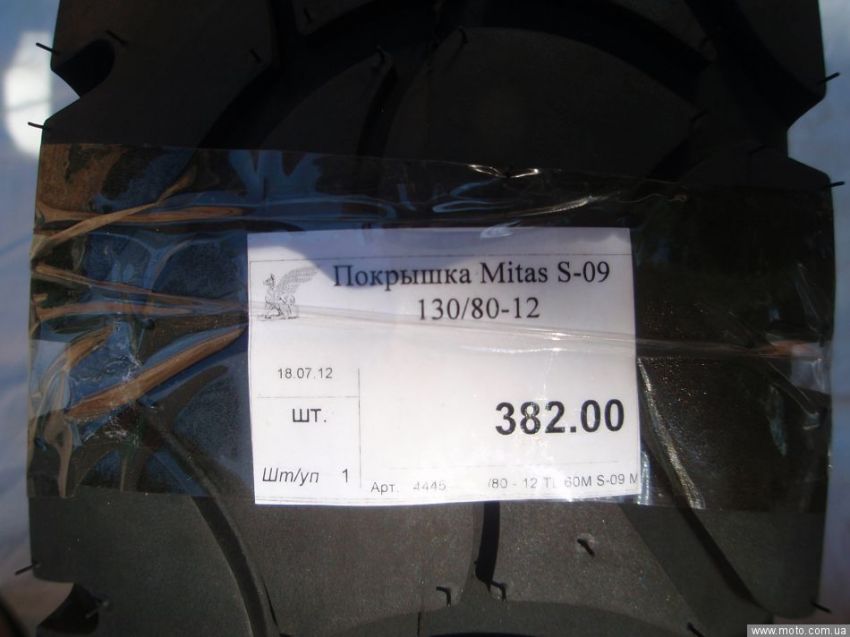 Покрышка Mitas S-09
130/80-12
18.07.12
шт.
382.00
Шт/уп 1
Арт. 4445 /80 - 12 TL 60M S-09 M
www.moto.com.ua